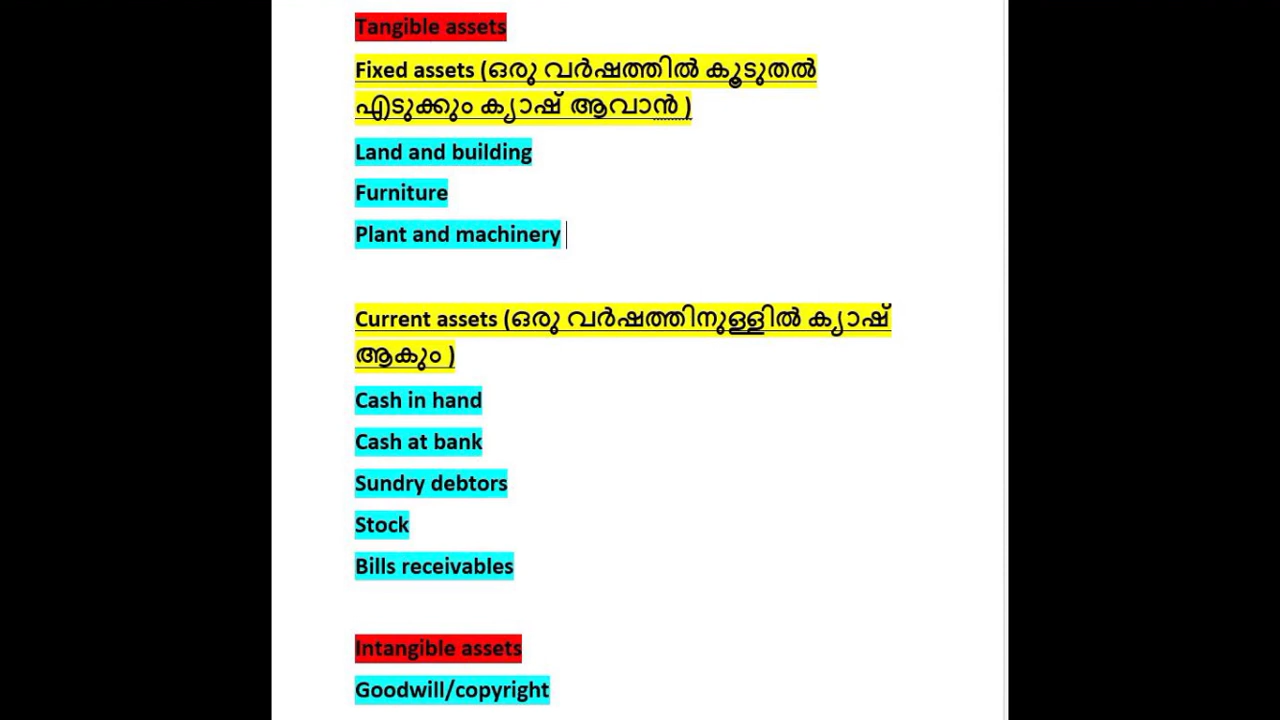 Tangible assets
Fixed assets (ഒരു വർഷത്തിൽ കൂടുതൽ
എടുക്കും ക്യാഷ് ആവാൻ )
Land and building
Furniture
Plant and machinery
Current assets (ഒരു വർഷത്തിനുള്ളിൽ ക്യാഷ്
ആകും )
Cash in hand
Cash at bank
Sundry debtors
Stock
Bills receivables
Intangible assets
Goodwill/copyright